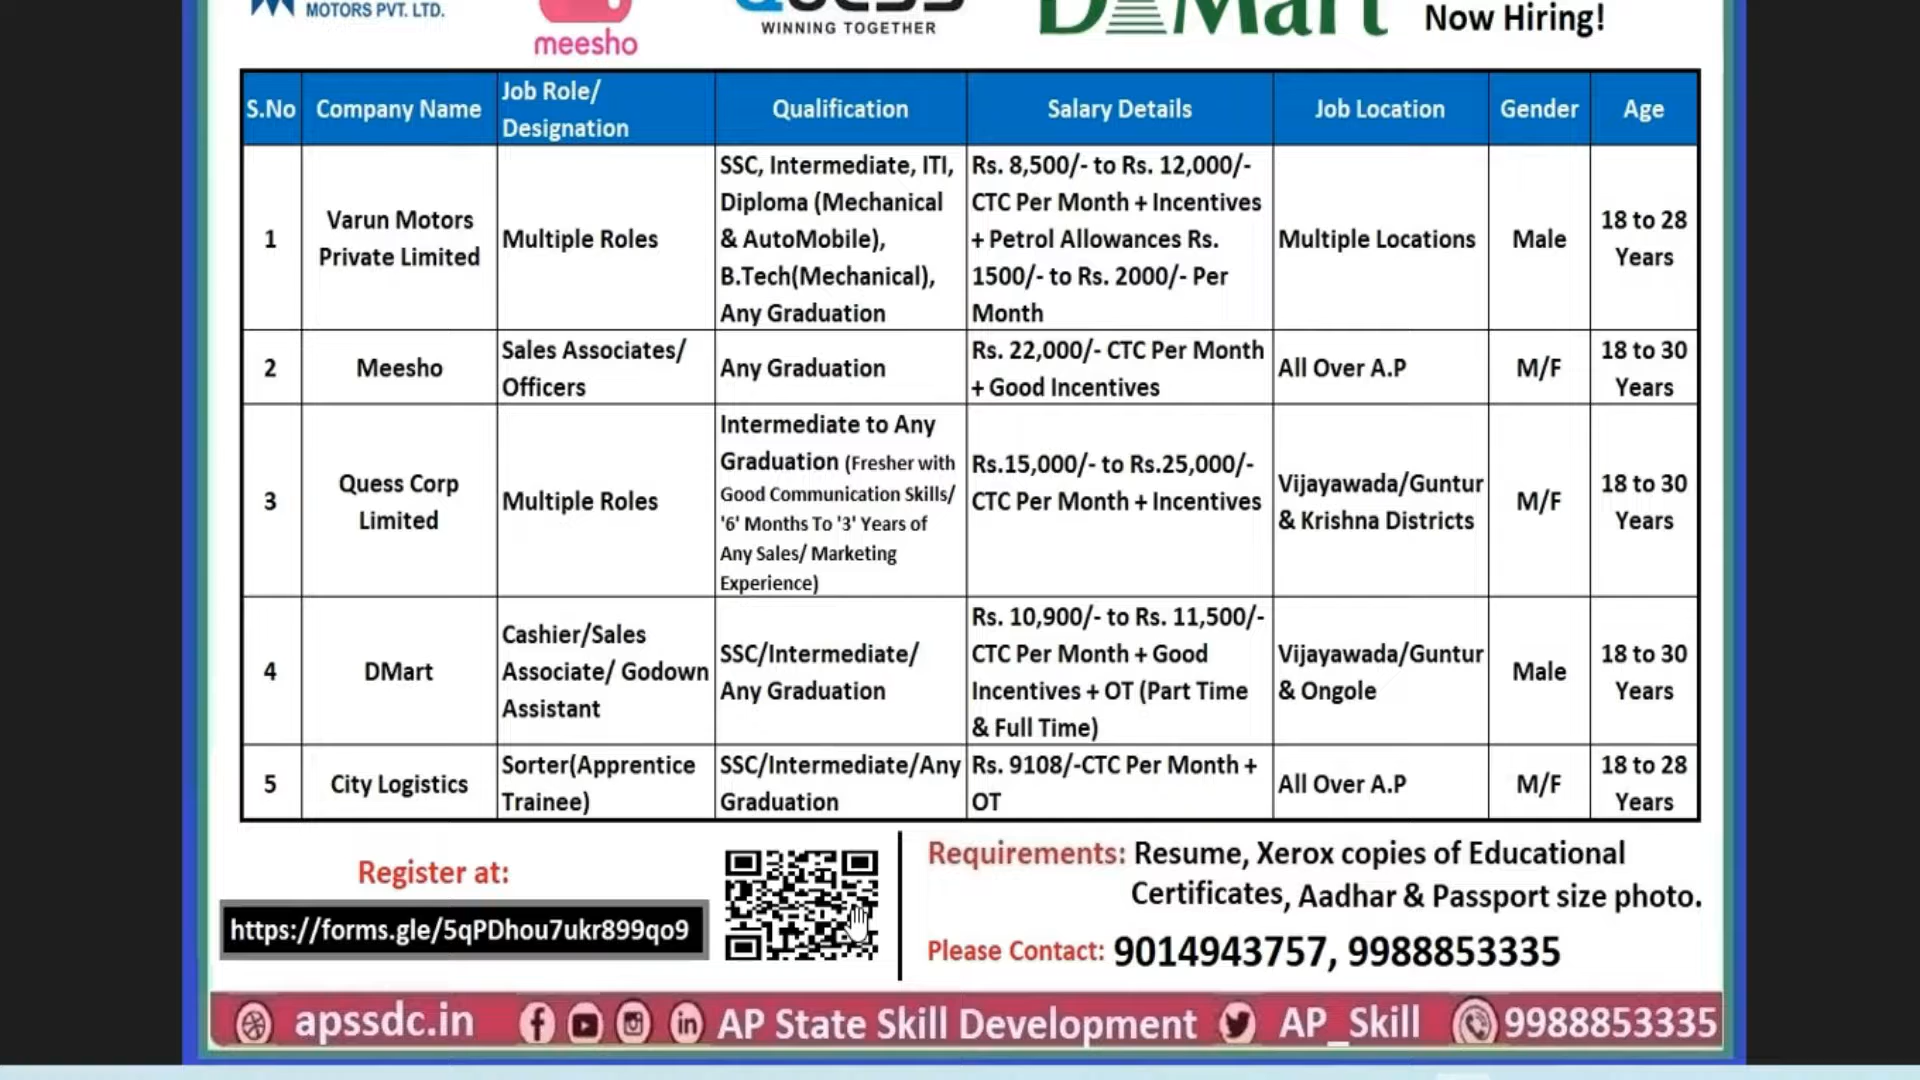 MOTORS PVT. LTD.
meesho
WINNING TOGETHER
DMart
Now Hiring!
S.No
Company Name
Job Role/
Designation
Qualification
Salary Details
Job Location
Gender
Age
1
Varun Motors
Private Limited
Multiple Roles
SSC, Intermediate, ITI,
Diploma (Mechanical
& AutoMobile),
B.Tech(Mechanical),
Any Graduation
Rs. 8,500/- to Rs. 12,000/-
CTC Per Month + Incentives
+ Petrol Allowances Rs.
1500/- to Rs. 2000/- Per
Month
Multiple Locations
Male
18 to 28
Years
2
Meesho
Sales Associates/
Officers
Any Graduation
Rs. 22,000/- CTC Per Month
+ Good Incentives
All Over A.P
M/F
18 to 30
Years
3
Quess Corp
Limited
Multiple Roles
Intermediate to Any
Graduation (Fresher with
Good Communication Skills/
'6' Months To '3' Years of
Any Sales/ Marketing
Experience)
Rs.15,000/- to Rs.25,000/-
CTC Per Month + Incentives
Vijayawada/Guntur
& Krishna Districts
M/F
18 to 30
Years
4
DMart
Cashier/Sales
Associate/ Godown
Assistant
SSC/Intermediate/
Any Graduation
Rs. 10,900/- to Rs. 11,500/-
CTC Per Month + Good
Incentives + OT (Part Time
& Full Time)
Vijayawada/Guntur
& Ongole
Male
18 to 30
Years
5
City Logistics
Sorter(Apprentice
Trainee)
SSC/Intermediate/Any
Graduation
Rs. 9108/-CTC Per Month +
OT
All Over A.P
M/F
18 to 28
Years
Register at:
https://forms.gle/5qPDhou7ukr899qo9
Requirements: Resume, Xerox copies of Educational
Certificates, Aadhar & Passport size photo.
Please Contact: 9014943757, 9988853335
apssdc.in
AP State Skill Development
AP_Skill
9988853335